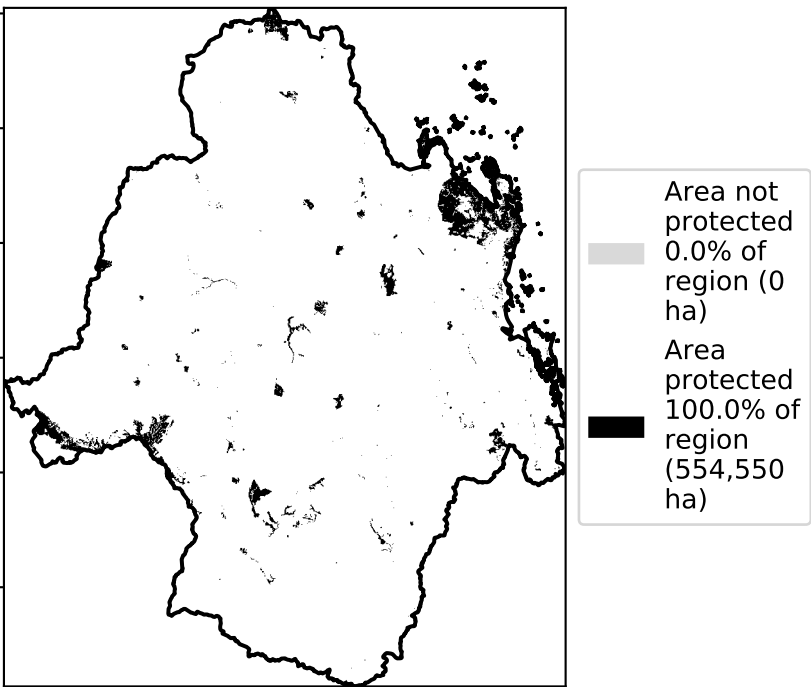 Area not
protected
0.0% of
region (0
ha)
Area
protected
100.0% of
region
(554,550
ha)